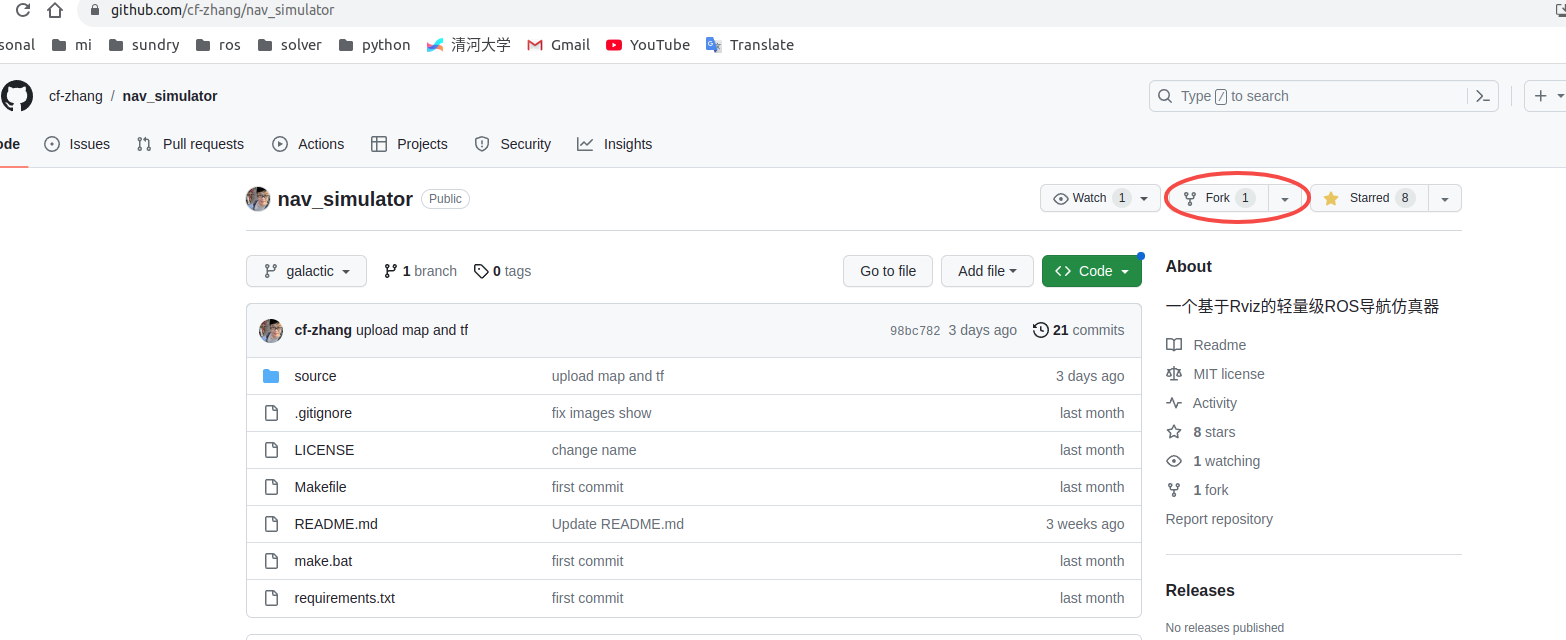 github.com/cf-zhang/nav_simulator
sonal mi sundry ros solver python 清河大学 Gmail YouTube Translate
cf-zhang / nav_simulator Type / to search
ode Issues Pull requests Actions Projects Security Insights
nav_simulator Public Watch 1 Fork 1 Starred 8
galactic 1 branch 0 tags Go to file Add file Code About
一个基于Rviz的轻量级ROS导航仿真器
cf-zhang upload map and tf 98bc782 3 days ago 21 commits
Readme
source upload map and tf 3 days ago
MIT license
.gitignore fix images show last month
Activity
LICENSE change name last month
8 stars
1 watching
Makefile first commit last month
1 fork
README.md Update README.md 3 weeks ago
Report repository
make.bat first commit last month
Releases
requirements.txt first commit last month
No releases published